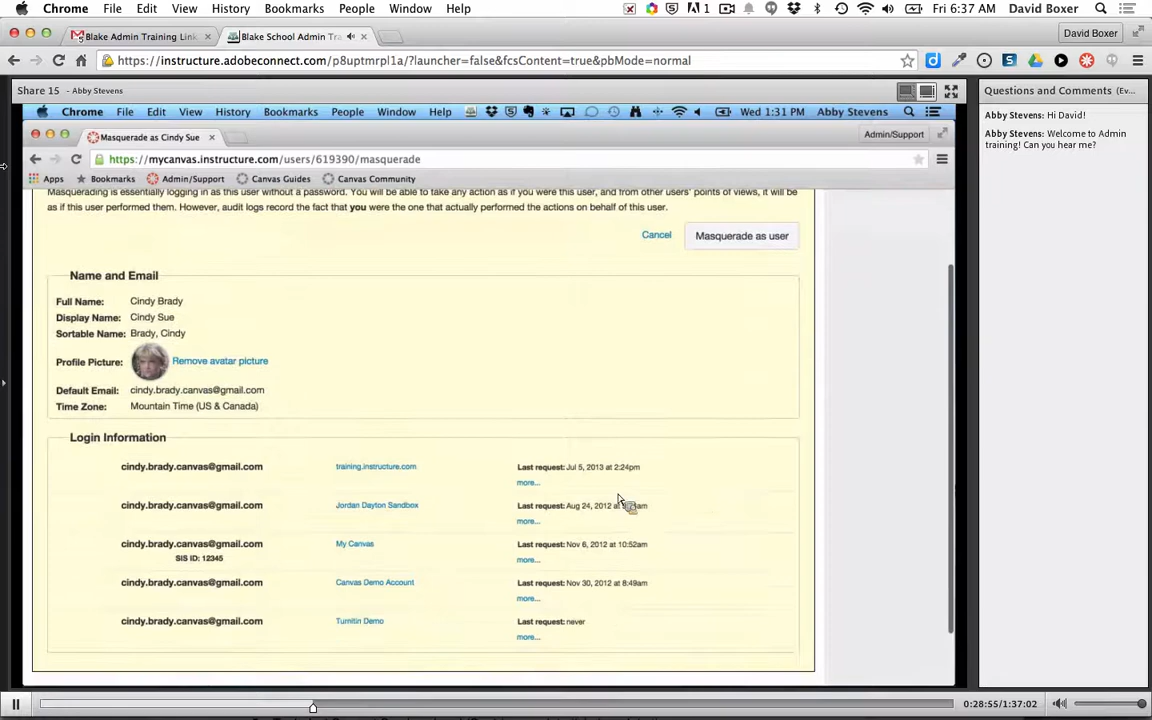 Chrome File Edit View History Bookmarks People Window Help 1 Fri 6:37 AM David Boxer
Blake Admin Training Link × Blake School Admin Tra × David Boxer
https://instructure.adobeconnect.com/p8uptmrpl1a/?launcher=false&fcsContent=true&pbMode=normal
Share 15 - Abby Stevens
Chrome File Edit View History Bookmarks People Window Help Wed 1:31 PM Abby Stevens
Masquerade as Cindy Sue × Admin/Support
https://mycanvas.instructure.com/users/619390/masquerade
Apps Bookmarks Admin/Support Canvas Guides Canvas Community
Masquerading is essentially logging in as this user without a password. You will be able to take any action as if you were this user, and from other users' points of views, it will be
as if this user performed them. However, audit logs record the fact that you were the one that actually performed the actions on behalf of this user.
Cancel Masquerade as user
Name and Email
Full Name: Cindy Brady
Display Name: Cindy Sue
Sortable Name: Brady, Cindy
Profile Picture: Remove avatar picture
Default Email: cindy.brady.canvas@gmail.com
Time Zone: Mountain Time (US & Canada)
Login Information
cindy.brady.canvas@gmail.com training.instructure.com Last request: Jul 5, 2013 at 2:24pm
more...
cindy.brady.canvas@gmail.com Jordan Dayton Sandbox Last request: Aug 24, 2012 at
more...
cindy.brady.canvas@gmail.com My Canvas Last request: Nov 6, 2012 at 10:52am
SIS ID: 12345
more...
cindy.brady.canvas@gmail.com Canvas Demo Account Last request: Nov 30, 2012 at 8:49am
more...
cindy.brady.canvas@gmail.com Turnitin Demo Last request: never
more...
Questions and Comments (Ev...
Abby Stevens: Hi David!
Abby Stevens: Welcome to Admin
training! Can you hear me?
0:28:55/1:37:02